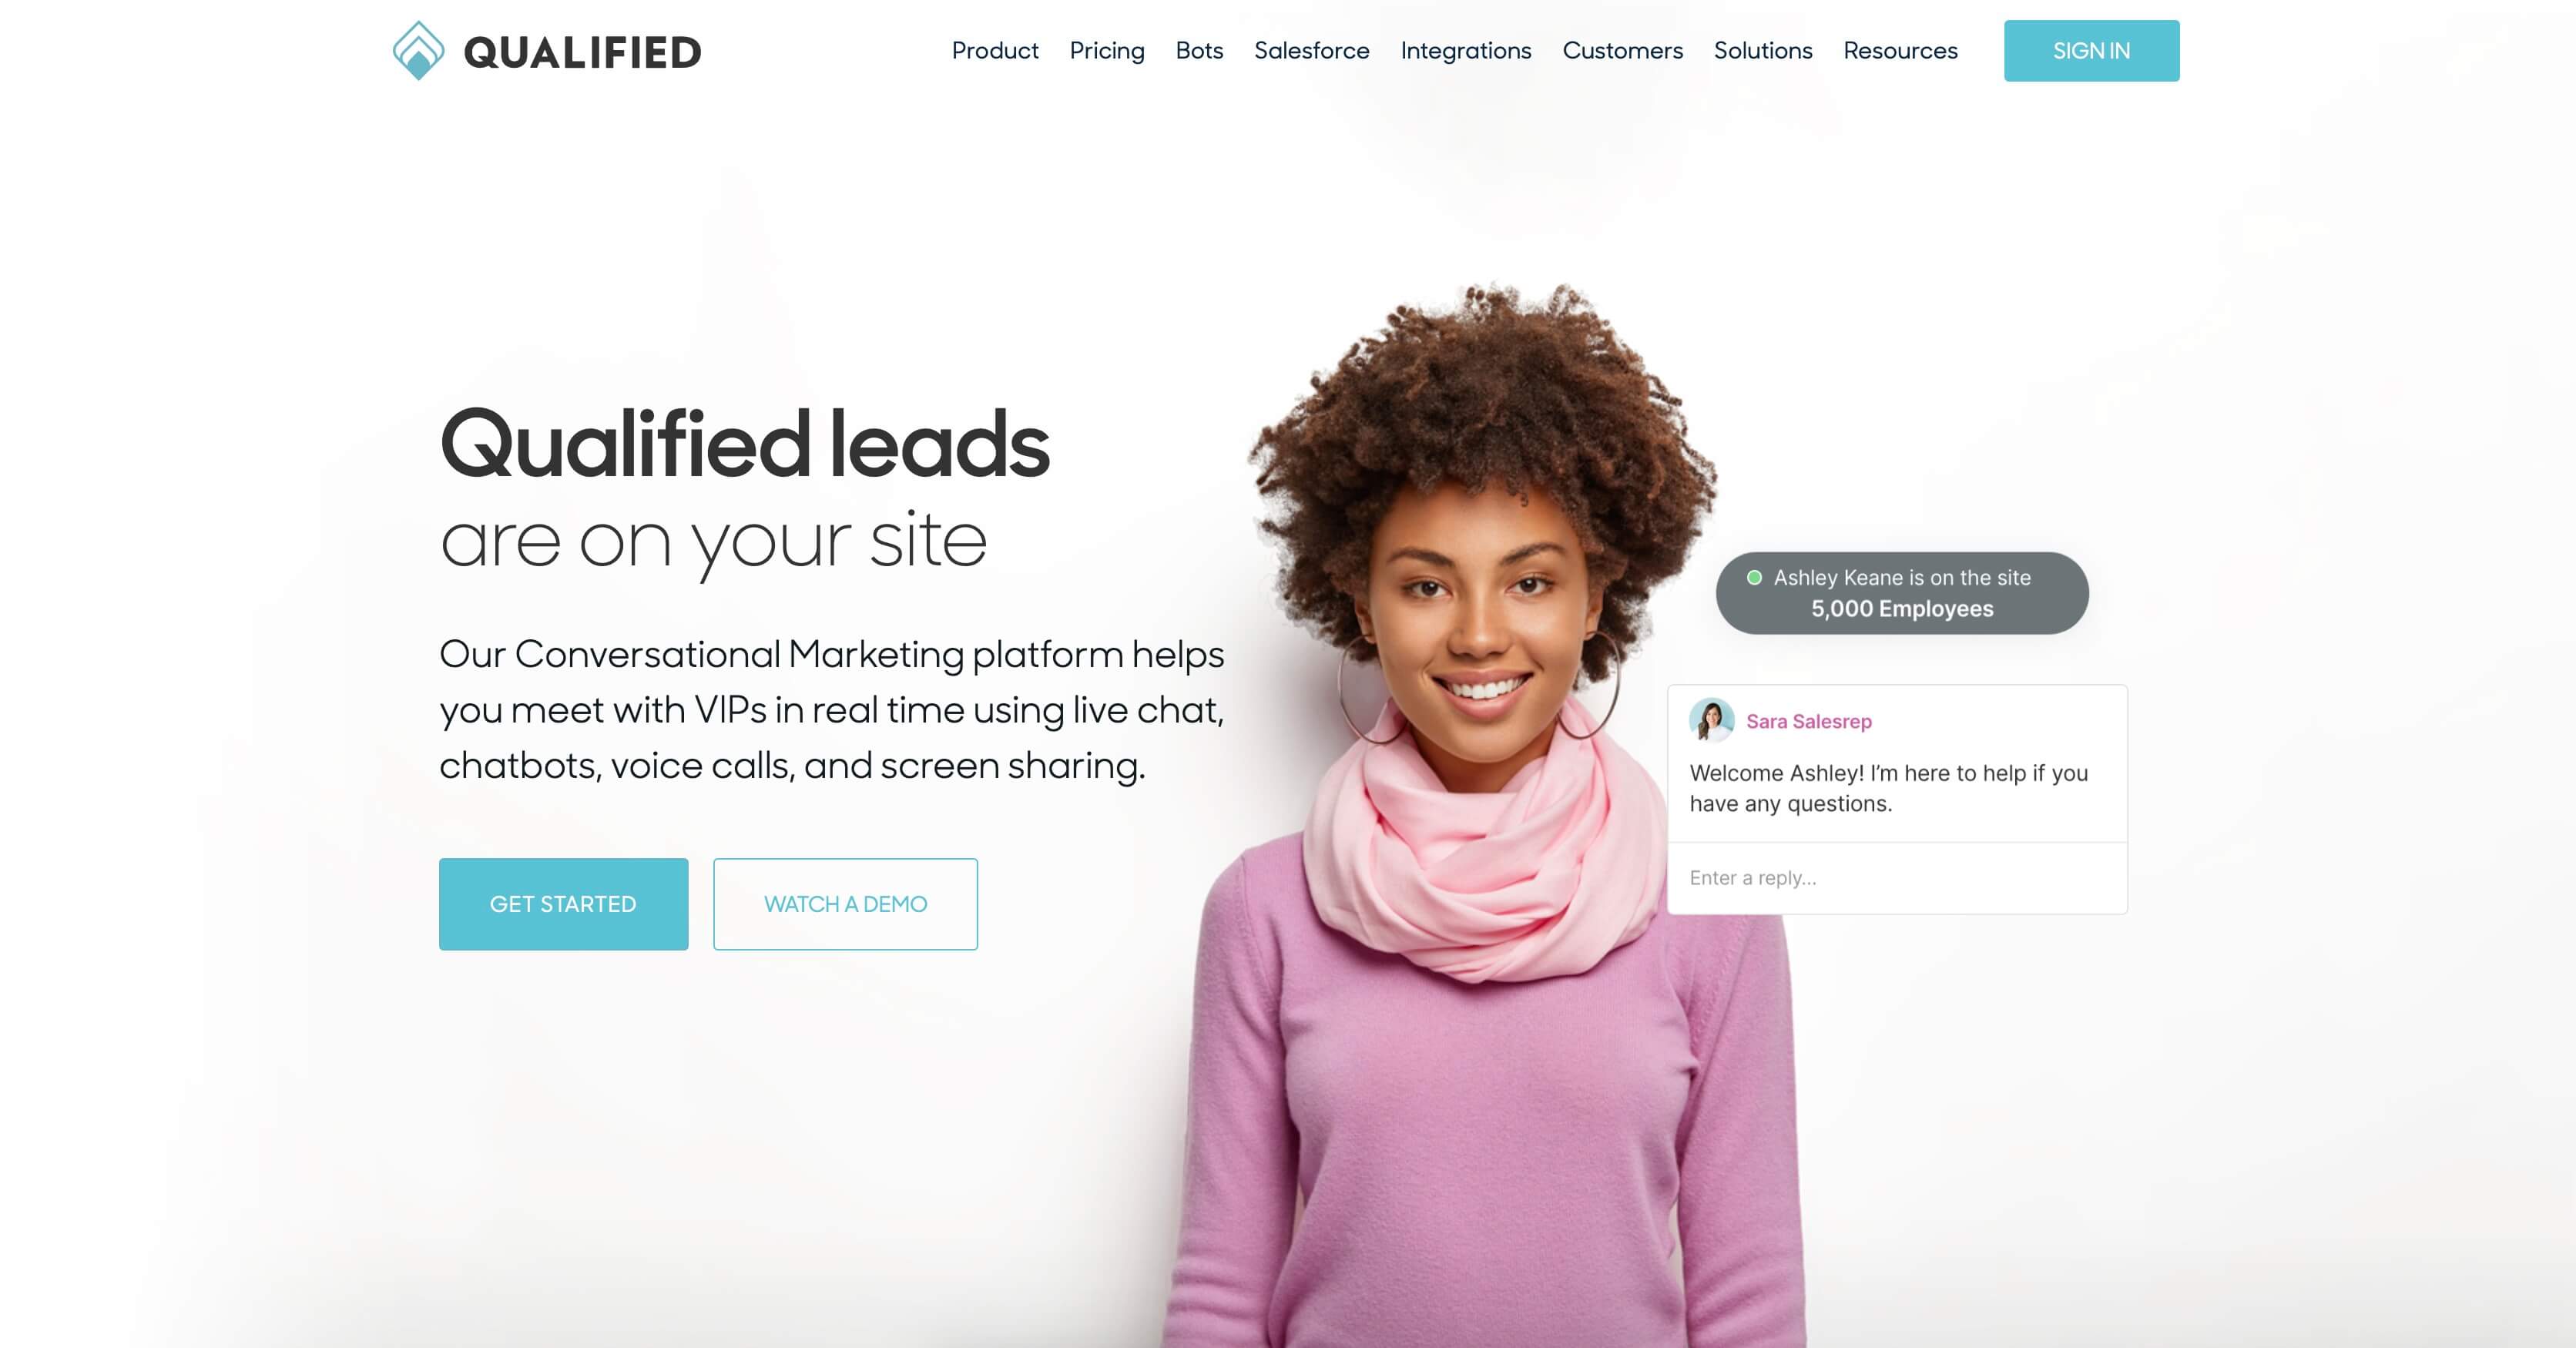 QUALIFIED
Product
Pricing
Bots
Salesforce
Integrations
Customers
Solutions
Resources
SIGN IN
Qualified leads
are on your site
Our Conversational Marketing platform helps
you meet with VIPs in real time using live chat,
chatbots, voice calls, and screen sharing.
GET STARTED
WATCH A DEMO
Ashley Keane is on the site
5,000 Employees
Sara Salesrep
Welcome Ashley! I’m here to help if you
have any questions.
Enter a reply...